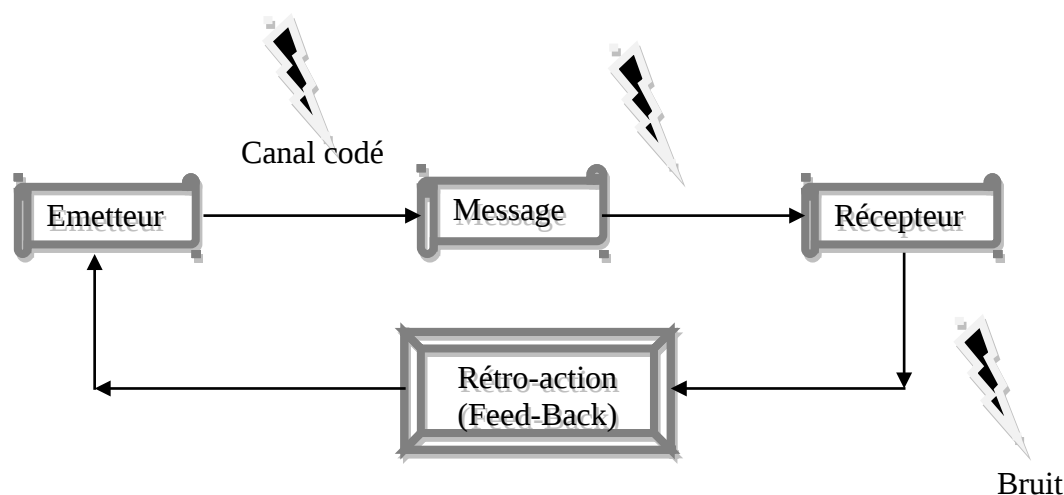 Canal codé
Emetteur
Message
Récepteur
Rétro-action
(Feed-Back)
Bruit